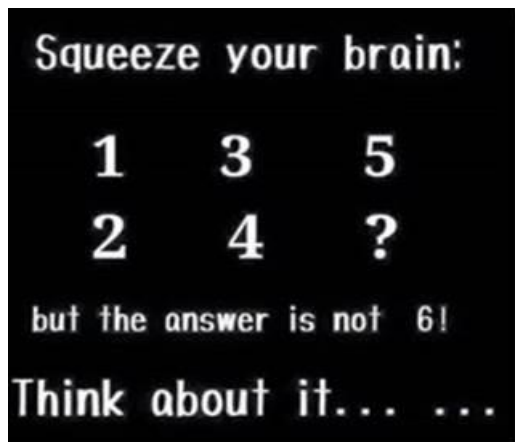 Squeeze your brain:
1 3 5
2 4 ?
but the answer is not 6!
Think about it... ...